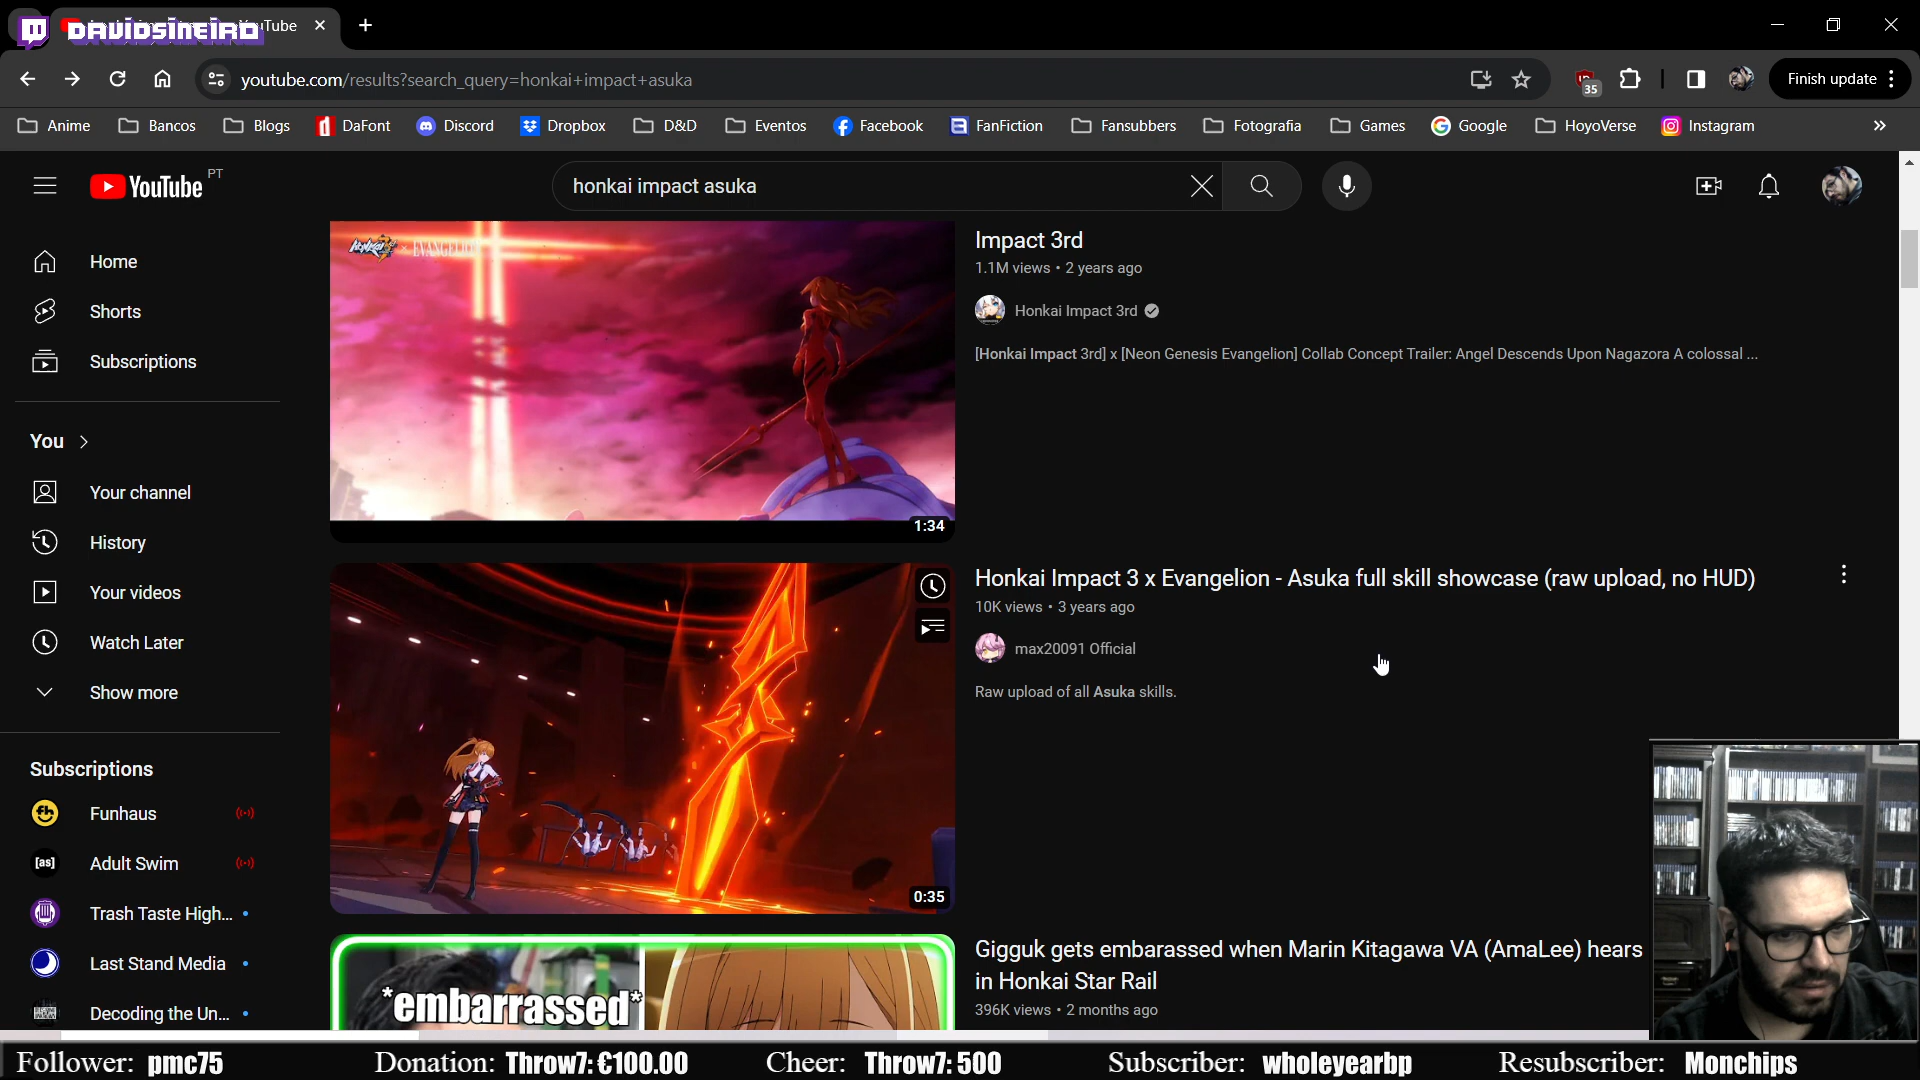 DAVIDSINEIRO
uTube
youtube.com/results?search_query=honkai+impact+asuka
35
Finish update
Anime
Bancos
Blogs
DaFont
Discord
Dropbox
D&D
Eventos
Facebook
FanFiction
Fansubbers
Fotografia
Games
Google
HoyoVerse
Instagram
»
YouTube PT
honkai impact asuka
Home
Shorts
Subscriptions
You
Your channel
History
Your videos
Watch Later
Show more
Subscriptions
Funhaus
[as] Adult Swim
Trash Taste High...
Last Stand Media
Decoding the Un...
HONKAI × EVANGELION
1:34
Impact 3rd
1.1M views • 2 years ago
Honkai Impact 3rd
[Honkai Impact 3rd] x [Neon Genesis Evangelion] Collab Concept Trailer: Angel Descends Upon Nagazora A colossal ...
0:35
Honkai Impact 3 x Evangelion - Asuka full skill showcase (raw upload, no HUD)
10K views • 3 years ago
max20091 Official
Raw upload of all Asuka skills.
*embarrassed*
Gigguk gets embarassed when Marin Kitagawa VA (AmaLee) hears
in Honkai Star Rail
396K views • 2 months ago
Follower: pmc75
Donation: Throw7: €100.00
Cheer: Throw7: 500
Subscriber: wholeyearbp
Resubscriber: Monchips